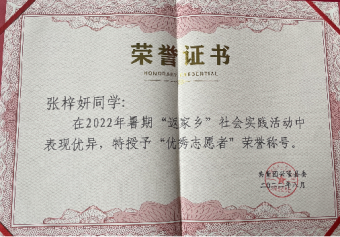 荣誉证书
张梓妍同学:
在2022年暑期“返家乡”社会实践活动中
表现优异，特授予“优秀志愿者”荣誉称号。